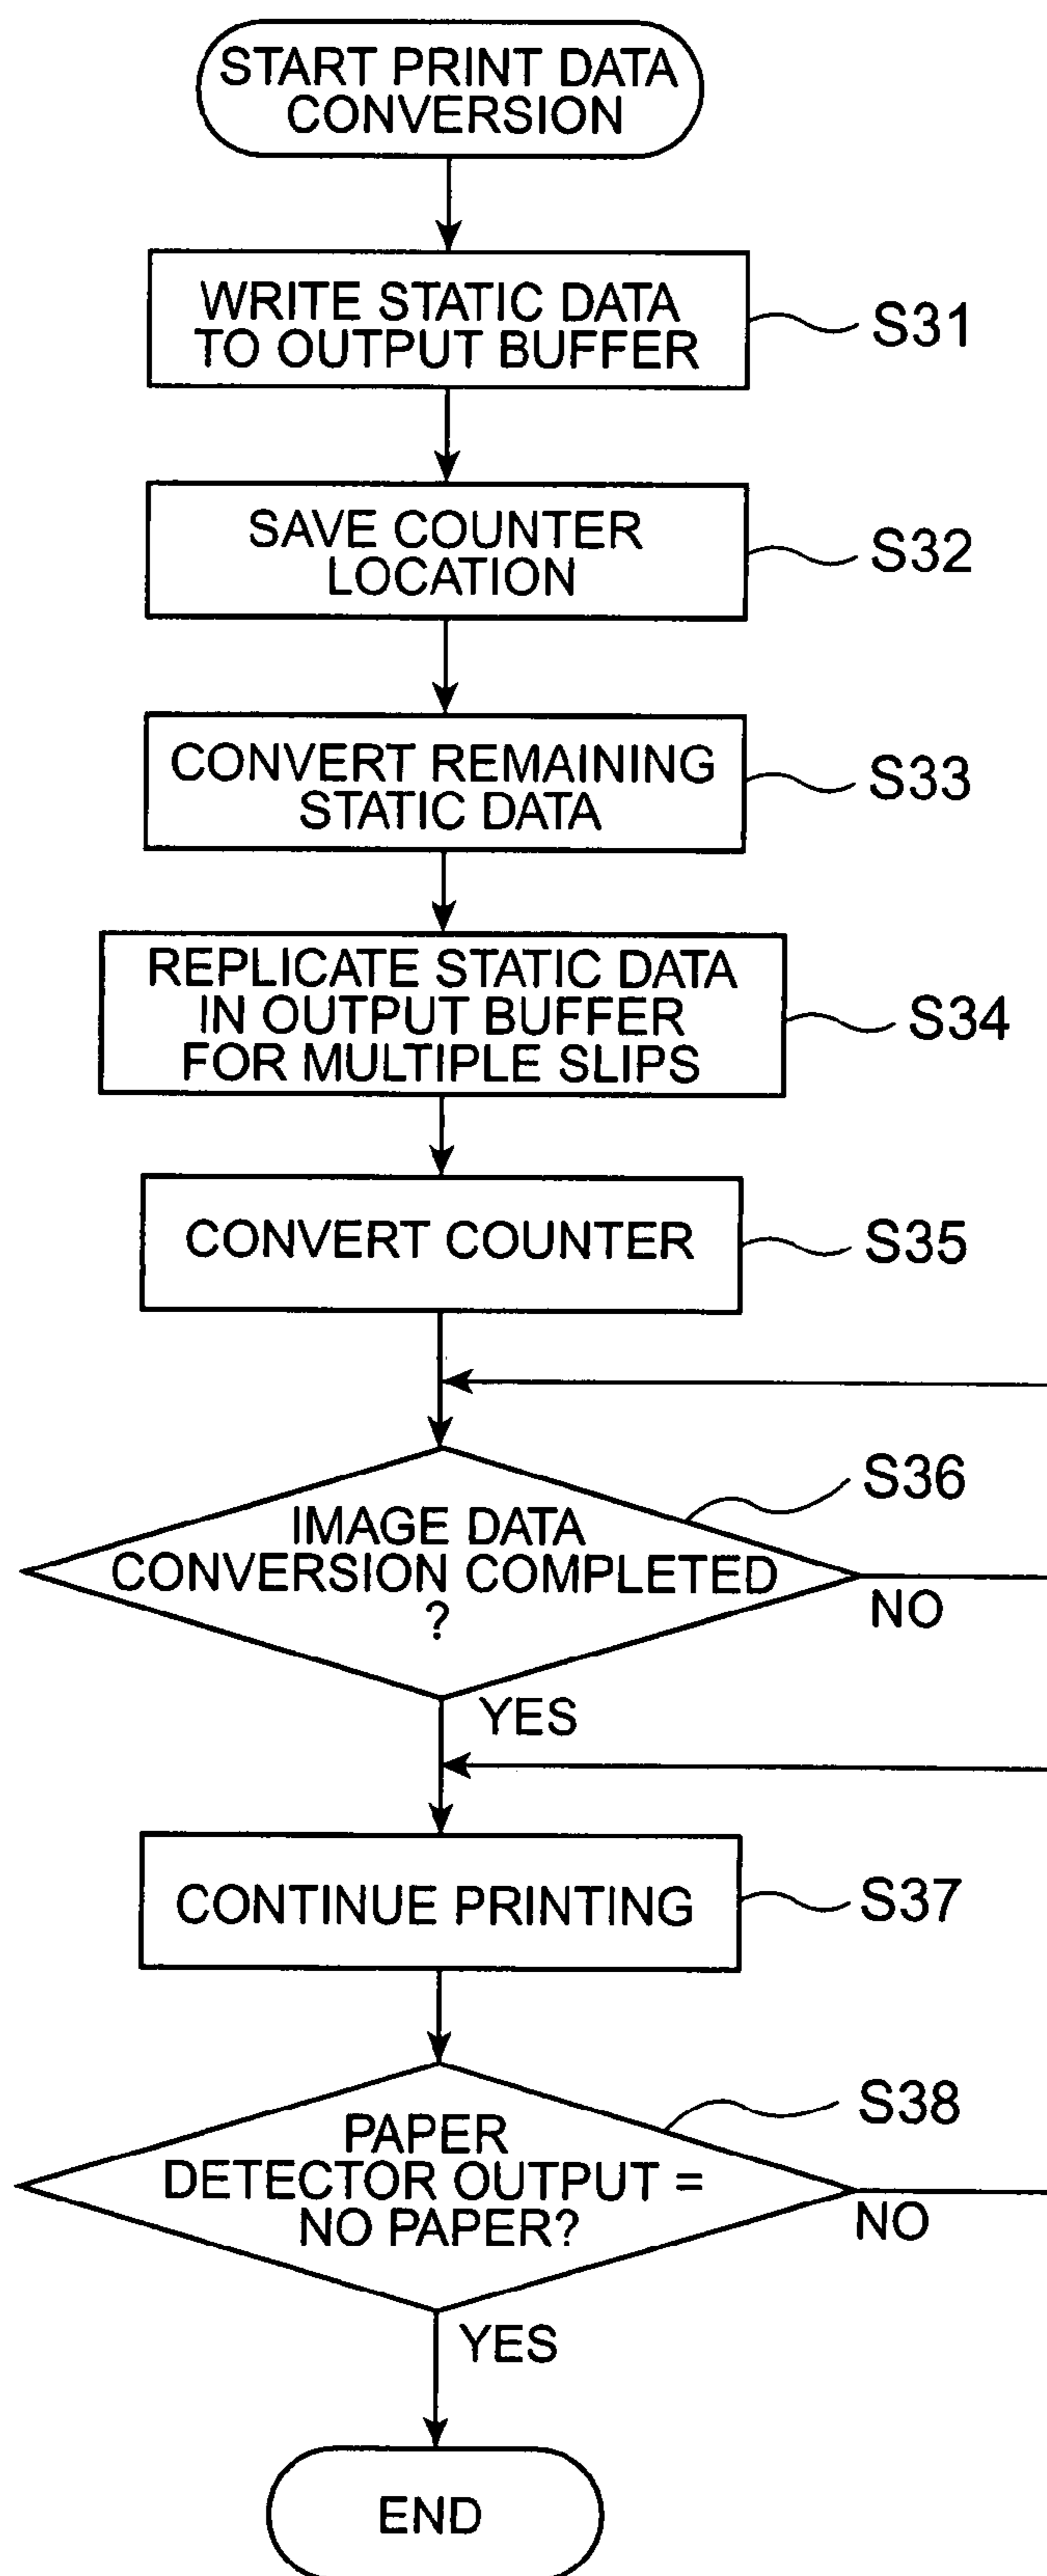 START PRINT DATA
CONVERSION
WRITE STATIC DATA
TO OUTPUT BUFFER
S31
SAVE COUNTER
LOCATION
S32
CONVERT REMAINING
STATIC DATA
S33
REPLICATE STATIC DATA
IN OUTPUT BUFFER
FOR MULTIPLE SLIPS
S34
CONVERT COUNTER
S35
S36
IMAGE DATA
CONVERSION COMPLETED
?
NO
YES
CONTINUE PRINTING
S37
S38
PAPER
DETECTOR OUTPUT =
NO PAPER?
NO
YES
END